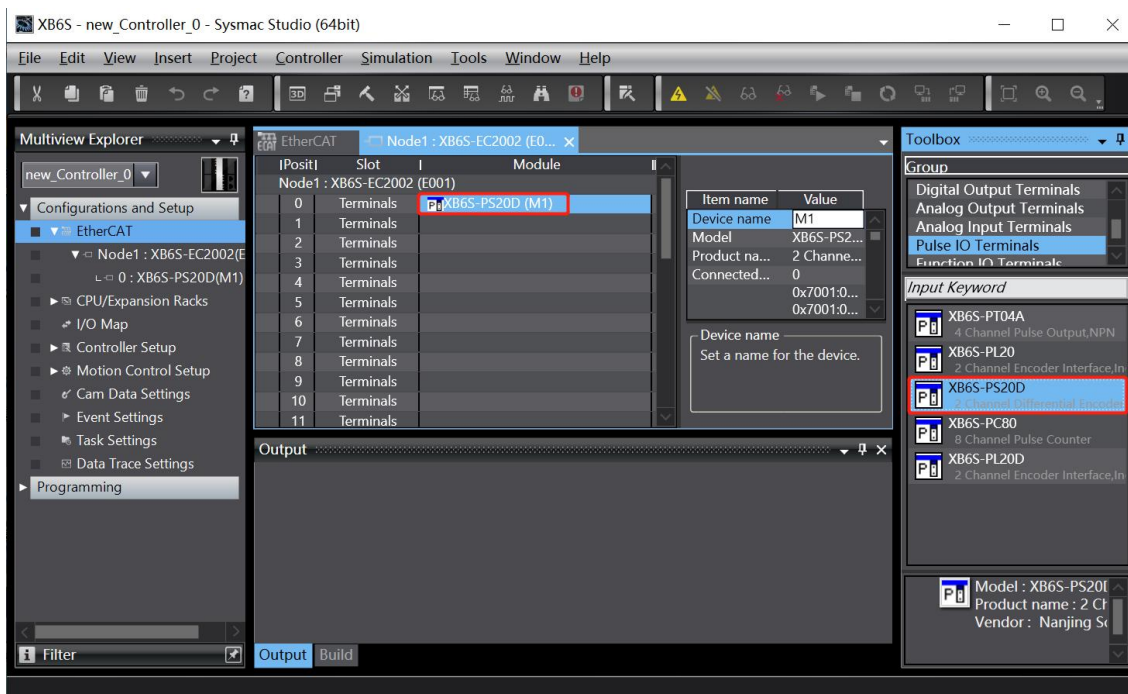 XB6S - new_Controller_0 - Sysmac Studio (64bit)
File Edit View Insert Project Controller Simulation Tools Window Help
Multiview Explorer
new_Controller_0
Configurations and Setup
EtherCAT
Node1 : XB6S-EC2002(E
0 : XB6S-PS20D(M1)
CPU/Expansion Racks
I/O Map
Controller Setup
Motion Control Setup
Cam Data Settings
Event Settings
Task Settings
Data Trace Settings
Programming
Filter
EtherCAT Node1 : XB6S-EC2002 (E0...
|Posit| Slot | Module
Node1 : XB6S-EC2002 (E001)
0 Terminals XB6S-PS20D (M1)
1 Terminals
2 Terminals
3 Terminals
4 Terminals
5 Terminals
6 Terminals
7 Terminals
8 Terminals
9 Terminals
10 Terminals
11 Terminals
Item name Value
Device name M1
Model XB6S-PS2...
Product na... 2 Channe...
Connected... 0
0x7001:0...
0x7001:0...
Device name
Set a name for the device.
Output
Output Build
Toolbox
Group
Digital Output Terminals
Analog Output Terminals
Analog Input Terminals
Pulse IO Terminals
Function IO Terminals
Input Keyword
XB6S-PT04A
4 Channel Pulse Output,NPN
XB6S-PL20
2 Channel Encoder Interface,In
XB6S-PS20D
2 Channel Differential Encoder
XB6S-PC80
8 Channel Pulse Counter
XB6S-PL20D
2 Channel Encoder Interface,In
Model : XB6S-PS20
Product name : 2 Ch
Vendor : Nanjing So